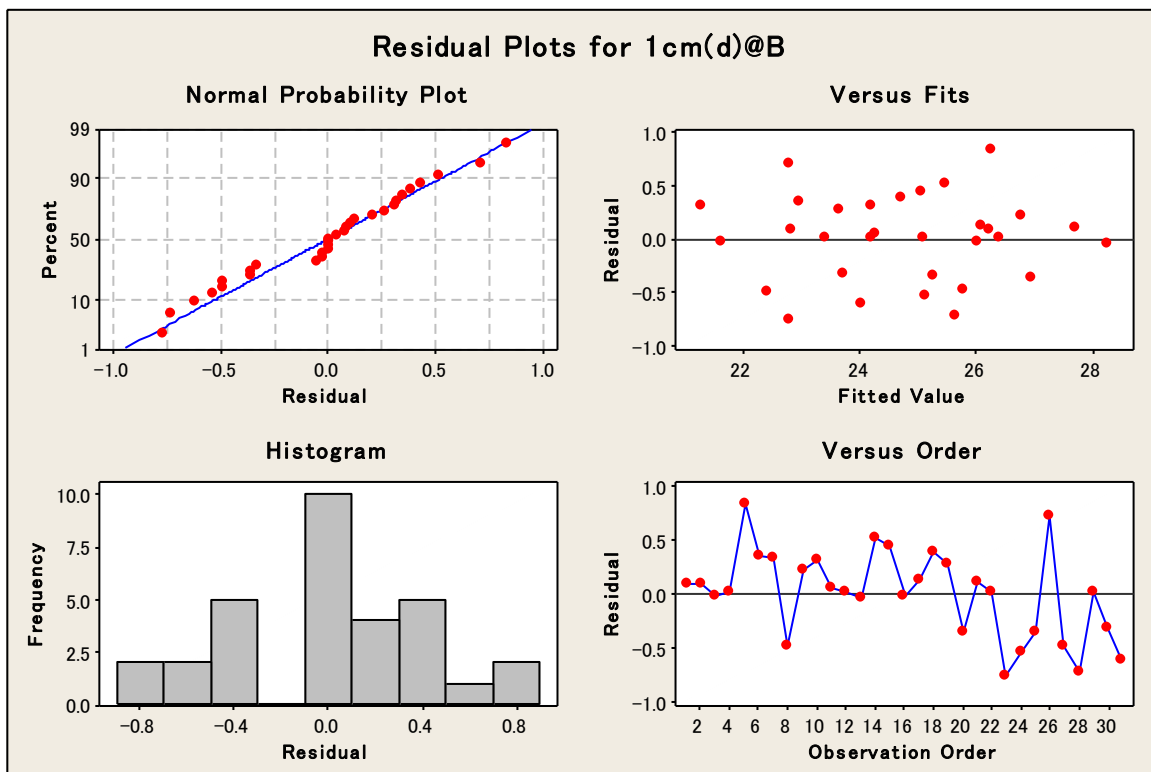 Residual Plots for 1cm(d)@B
Normal Probability Plot
99
90
50
10
1
Percent
−1.0 −0.5 0.0 0.5 1.0
Residual
Versus Fits
1.0
0.5
0.0
−0.5
−1.0
Residual
22 24 26 28
Fitted Value
Histogram
10.0
7.5
5.0
2.5
0.0
Frequency
−0.8 −0.4 0.0 0.4 0.8
Residual
Versus Order
1.0
0.5
0.0
−0.5
−1.0
Residual
2 4 6 8 10 12 14 16 18 20 22 24 26 28 30
Observation Order